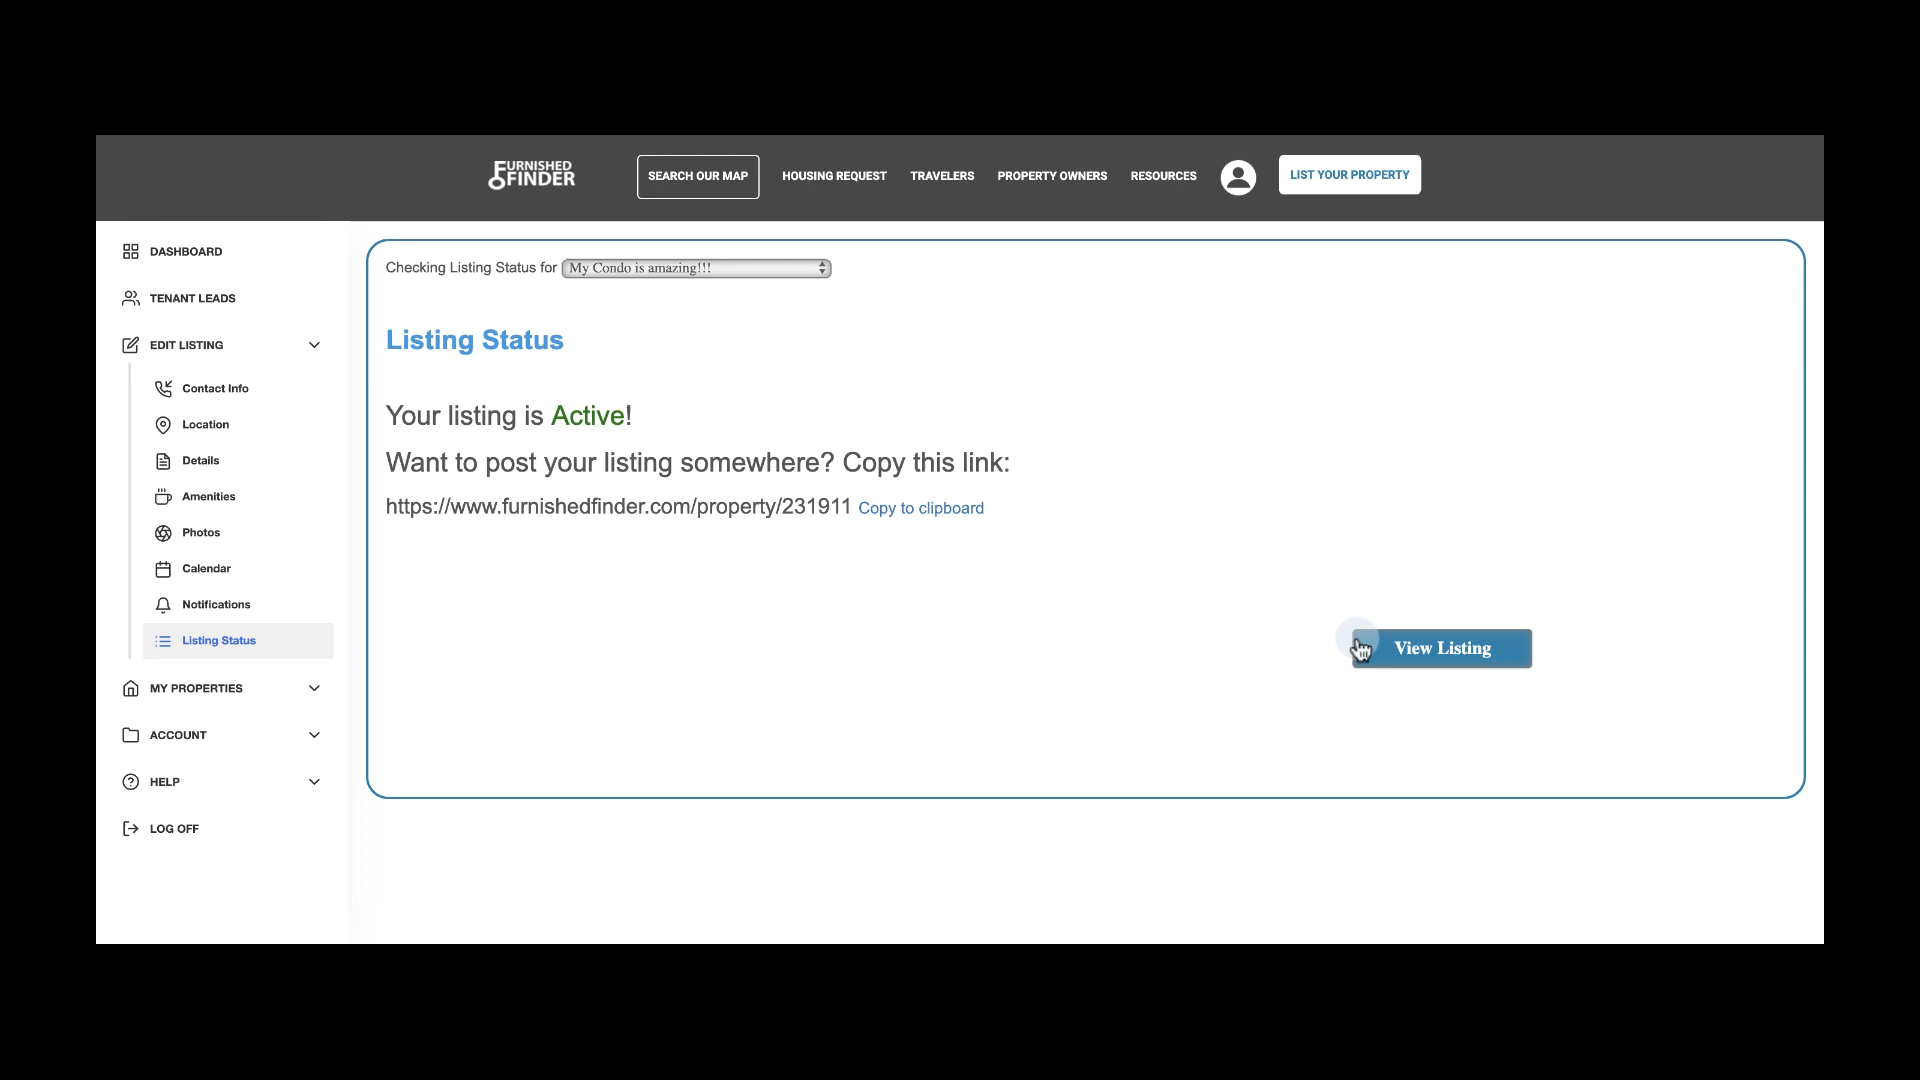 FURNISHED
FINDER
SEARCH OUR MAP
HOUSING REQUEST
TRAVELERS
PROPERTY OWNERS
RESOURCES
LIST YOUR PROPERTY
DASHBOARD
TENANT LEADS
EDIT LISTING
Contact Info
Location
Details
Amenities
Photos
Calendar
Notifications
Listing Status
MY PROPERTIES
ACCOUNT
HELP
LOG OFF
Checking Listing Status for My Condo is amazing!!!
Listing Status
Your listing is Active!
Want to post your listing somewhere? Copy this link:
https://www.furnishedfinder.com/property/231911 Copy to clipboard
View Listing